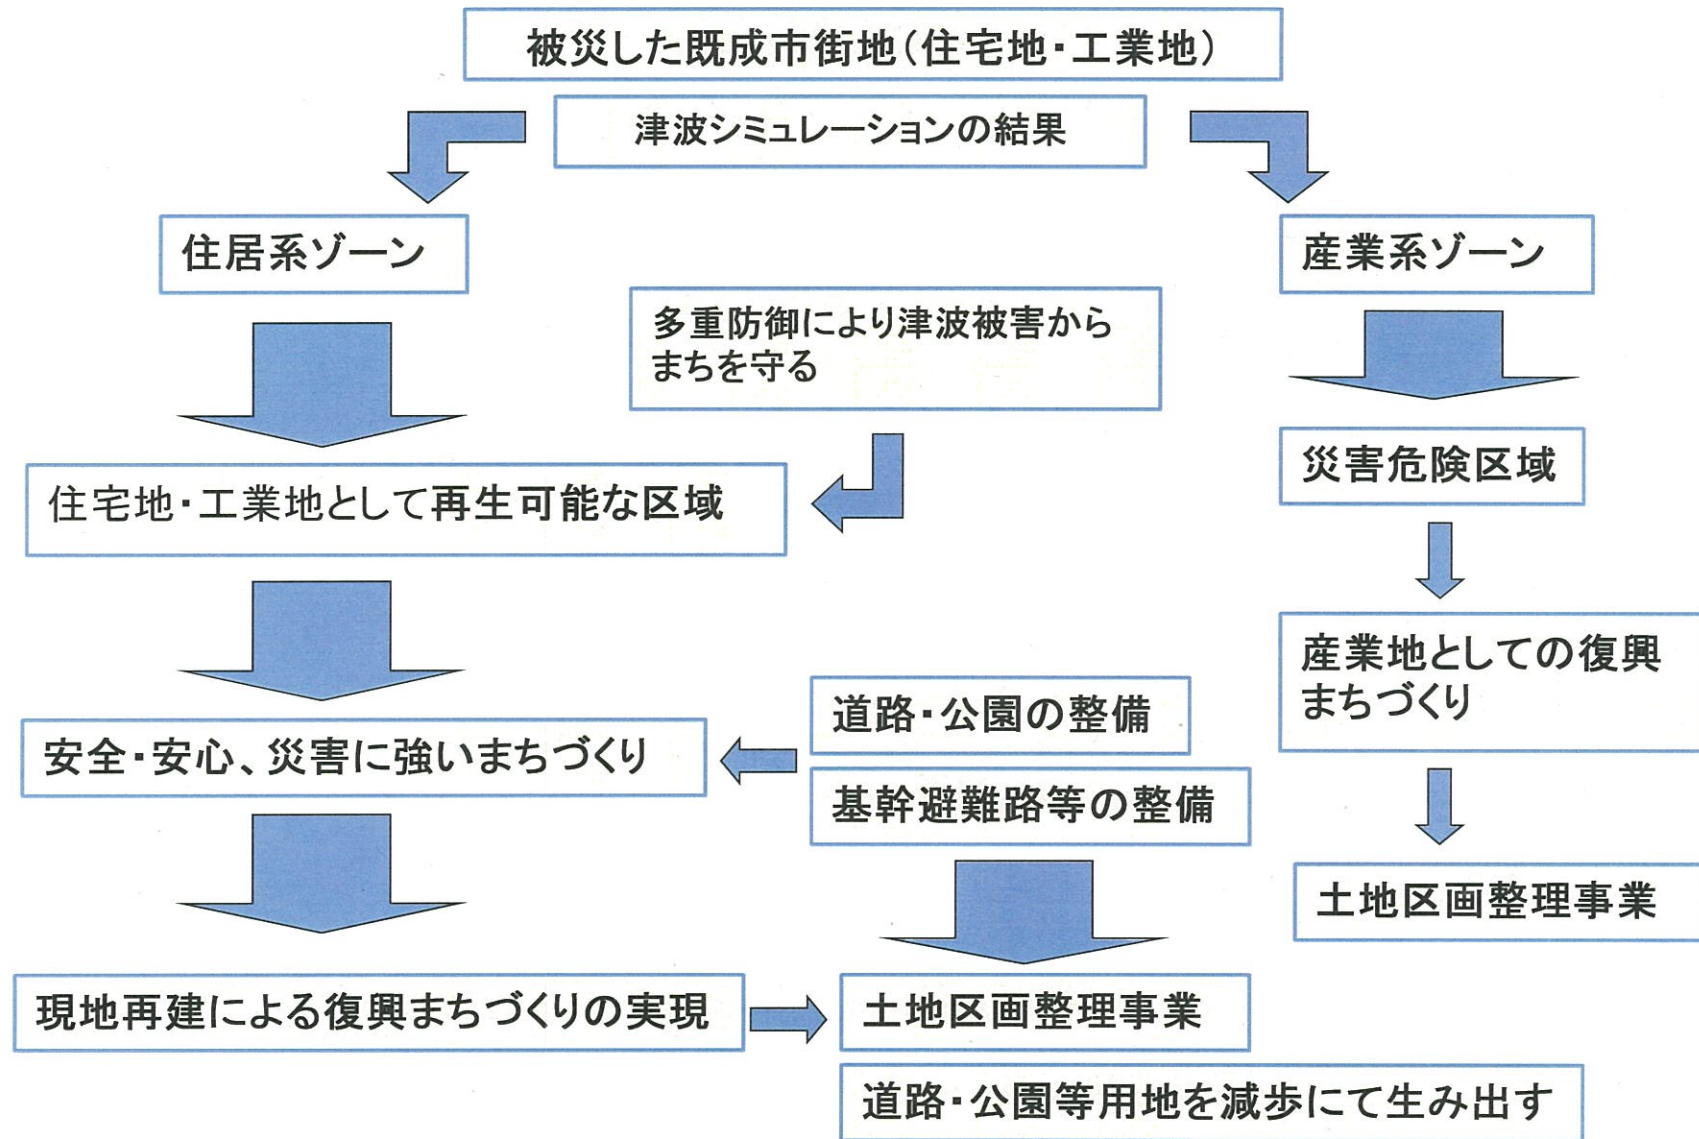 被災した既成市街地(住宅地・工業地)
津波シミュレーションの結果
住居系ゾーン
産業系ゾーン
多重防御により津波被害から
まちを守る
災害危険区域
住宅地・工業地として再生可能な区域
産業地としての復興
まちづくり
道路・公園の整備
安全・安心、災害に強いまちづくり
基幹避難路等の整備
土地区画整理事業
現地再建による復興まちづくりの実現
土地区画整理事業
道路・公園等用地を減歩にて生み出す